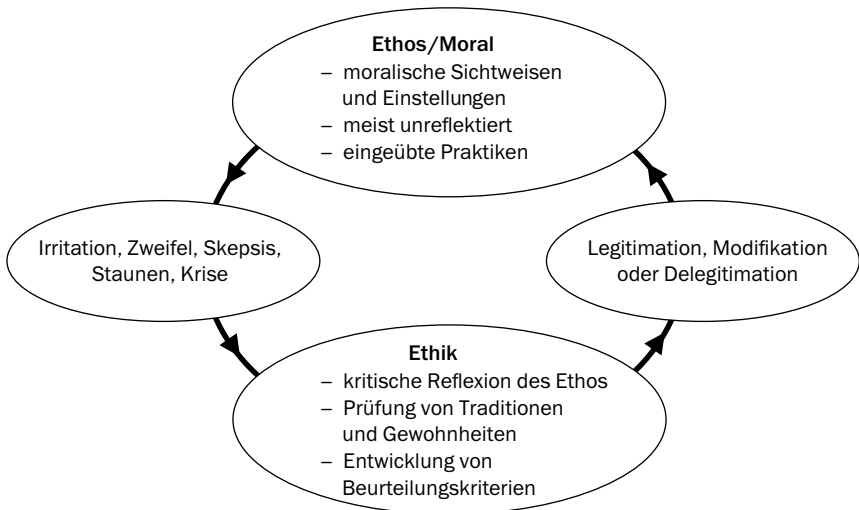 Ethos/Moral
– moralische Sichtweisen
und Einstellungen
– meist unreflektiert
– eingeübte Praktiken
Irritation, Zweifel, Skepsis,
Staunen, Krise
Legitimation, Modifikation
oder Delegitimation
Ethik
– kritische Reflexion des Ethos
– Prüfung von Traditionen
und Gewohnheiten
– Entwicklung von
Beurteilungskriterien